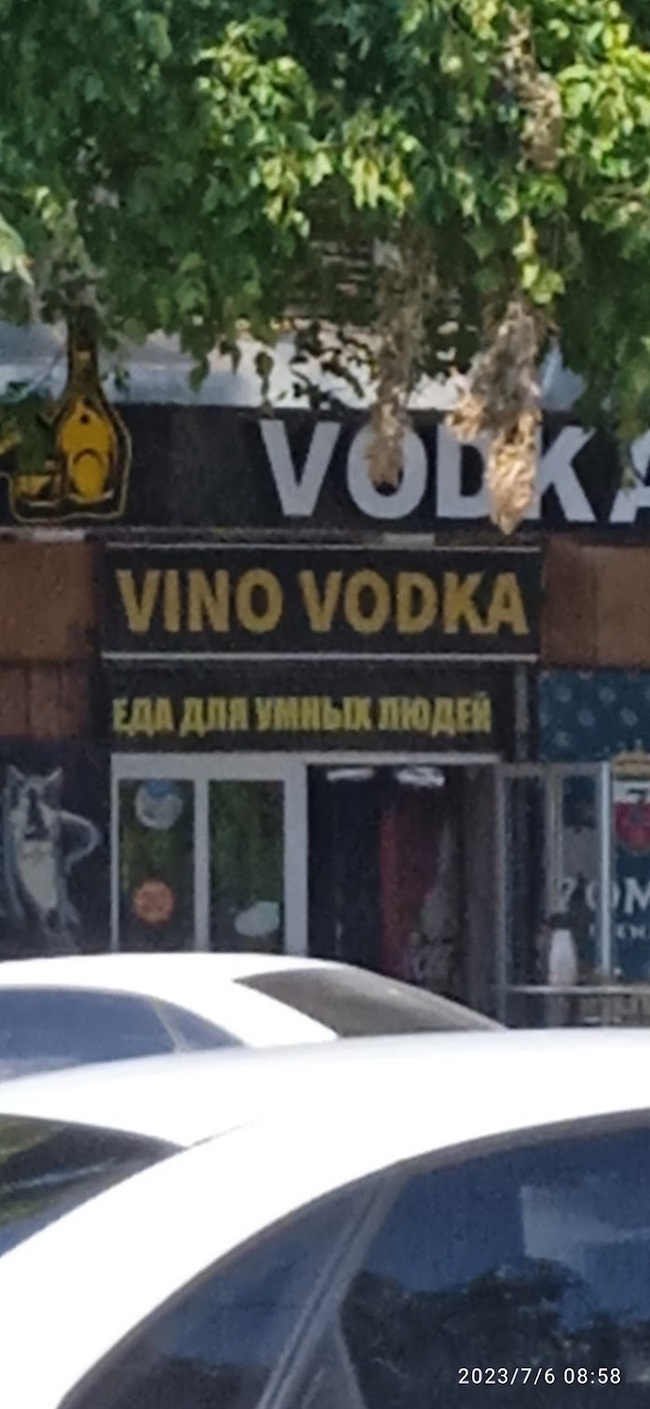 VODKA
VINO VODKA
ЕДА ДЛЯ УМНЫХ ЛЮДЕЙ
2023/7/6 08:58